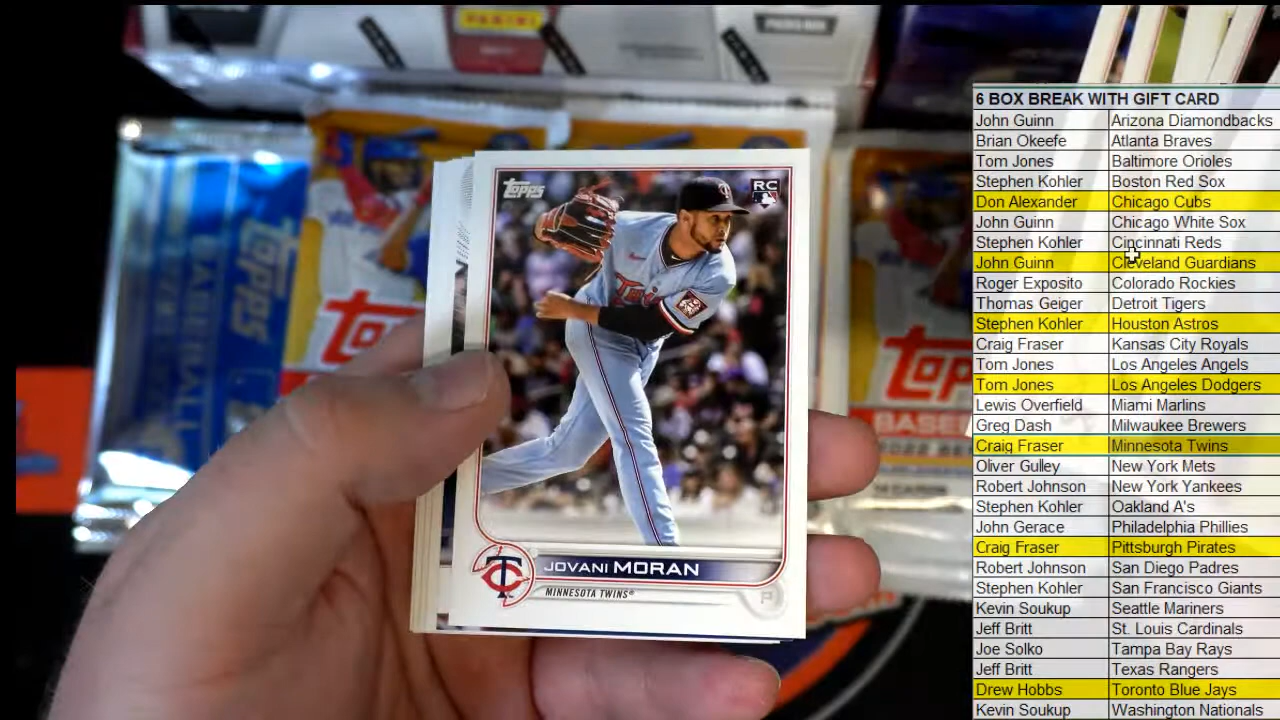 PANINI
Topps
RC
Twins
JOVANI MORAN
MINNESOTA TWINS®
P
topps
6 BOX BREAK WITH GIFT CARD
John Guinn Arizona Diamondbacks
Brian Okeefe Atlanta Braves
Tom Jones Baltimore Orioles
Stephen Kohler Boston Red Sox
Don Alexander Chicago Cubs
John Guinn Chicago White Sox
Stephen Kohler Cincinnati Reds
John Guinn Cleveland Guardians
Roger Exposito Colorado Rockies
Thomas Geiger Detroit Tigers
Stephen Kohler Houston Astros
Craig Fraser Kansas City Royals
Tom Jones Los Angeles Angels
Tom Jones Los Angeles Dodgers
Lewis Overfield Miami Marlins
Greg Dash Milwaukee Brewers
Craig Fraser Minnesota Twins
Oliver Gulley New York Mets
Robert Johnson New York Yankees
Stephen Kohler Oakland A's
John Gerace Philadelphia Phillies
Craig Fraser Pittsburgh Pirates
Robert Johnson San Diego Padres
Stephen Kohler San Francisco Giants
Kevin Soukup Seattle Mariners
Jeff Britt St. Louis Cardinals
Joe Solko Tampa Bay Rays
Jeff Britt Texas Rangers
Drew Hobbs Toronto Blue Jays
Kevin Soukup Washington Nationals